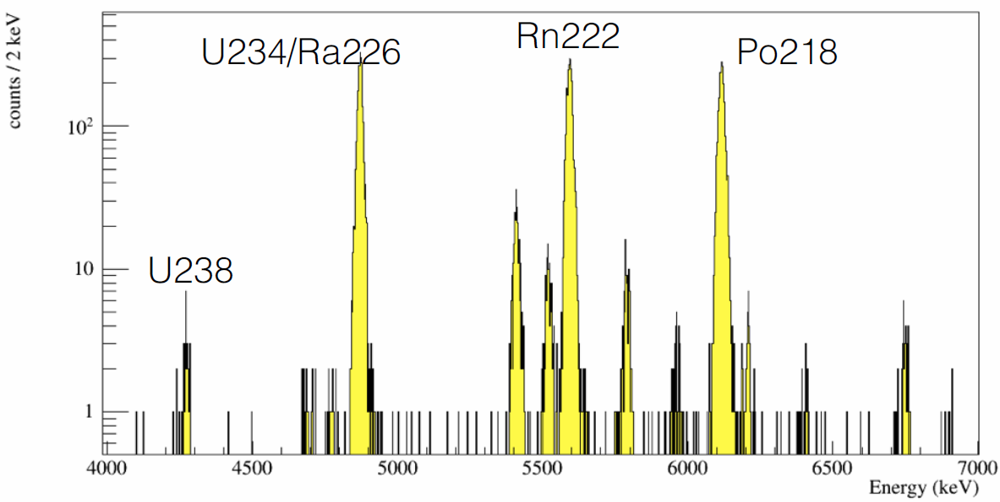 counts / 2 keV
U234/Ra226
Rn222
Po218
U238
10²
10
1
4000 4500 5000 5500 6000 6500 7000
Energy (keV)